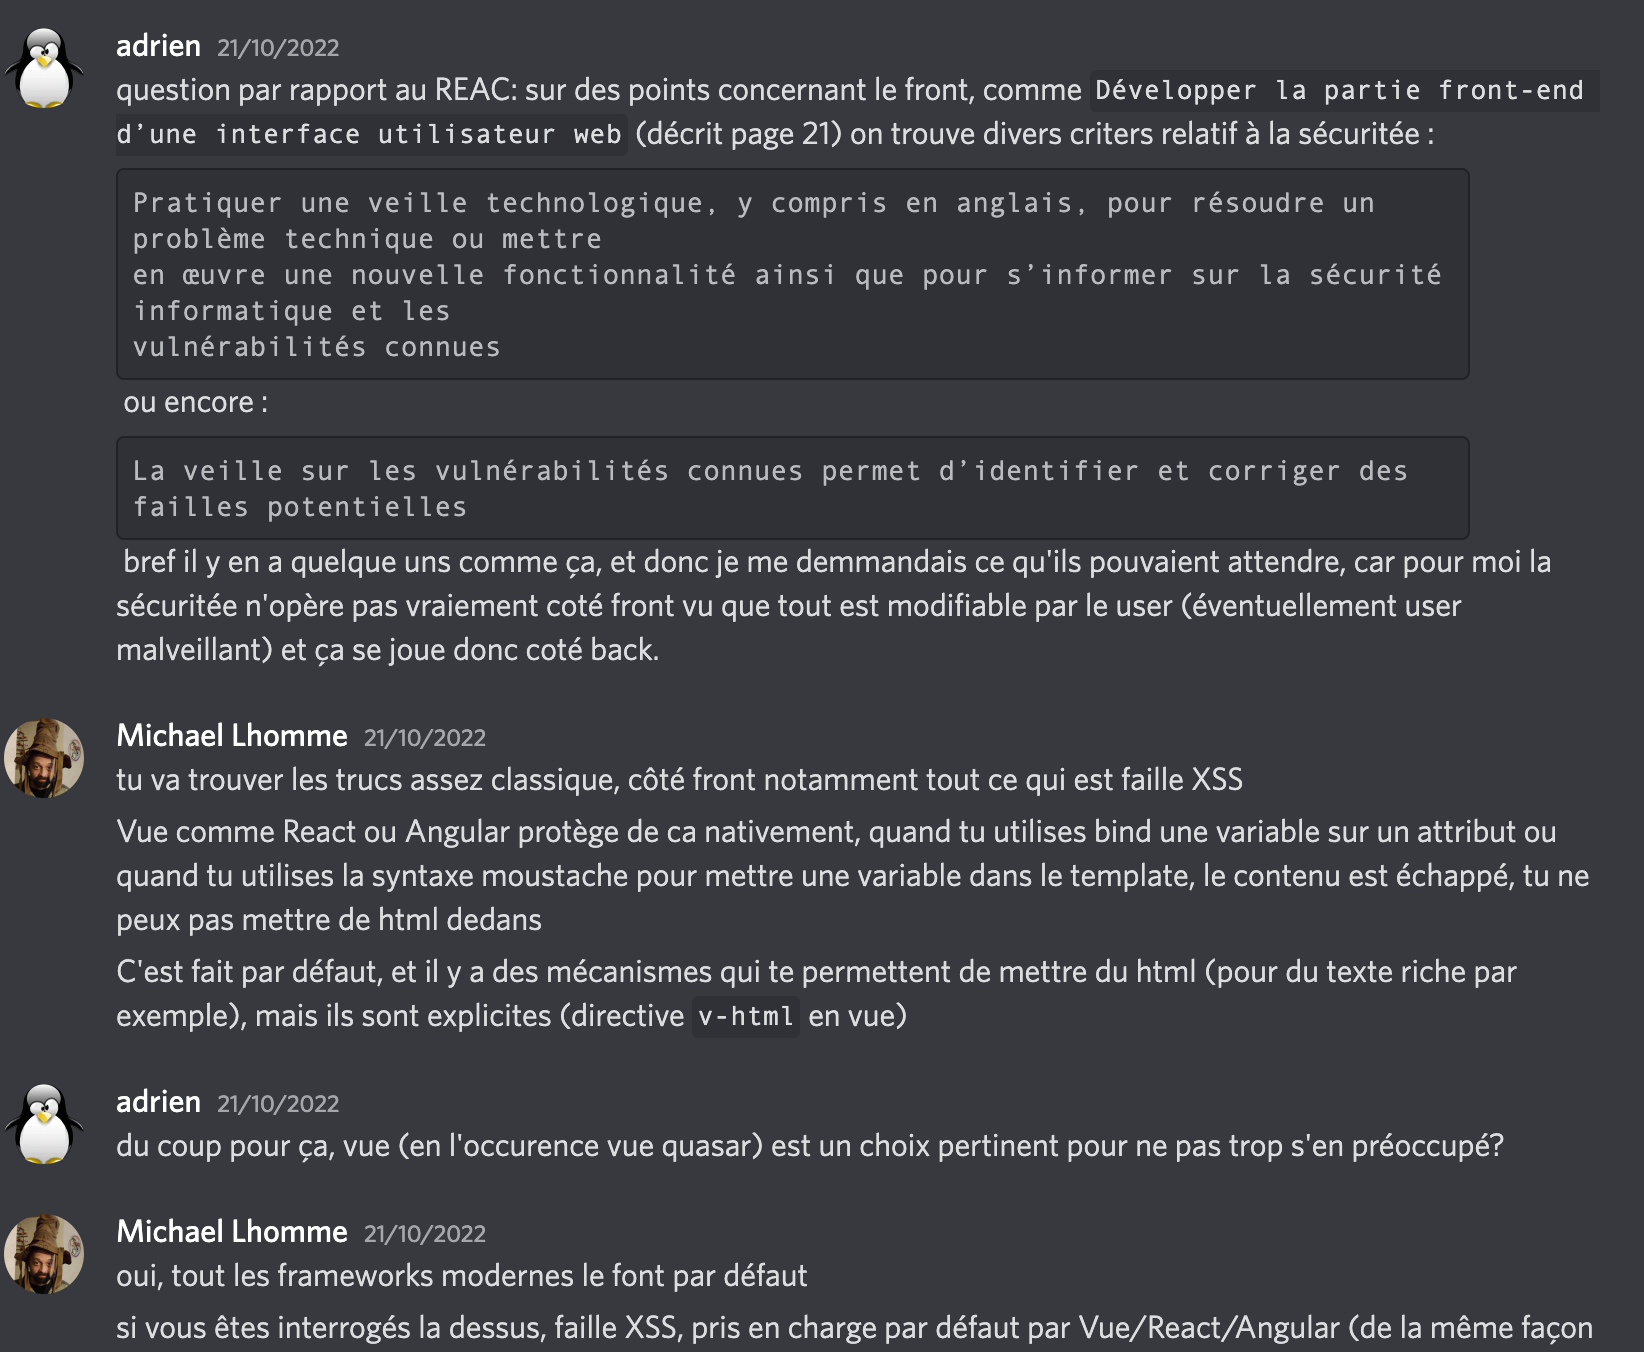 adrien 21/10/2022
question par rapport au REAC: sur des points concernant le front, comme Développer la partie front-end
d’une interface utilisateur web (décrit page 21) on trouve divers criters relatif à la sécuritée :
Pratiquer une veille technologique, y compris en anglais, pour résoudre un
problème technique ou mettre
en œuvre une nouvelle fonctionnalité ainsi que pour s’informer sur la sécurité
informatique et les
vulnérabilités connues
ou encore :
La veille sur les vulnérabilités connues permet d’identifier et corriger des
failles potentielles
bref il y en a quelque uns comme ça, et donc je me demmandais ce qu'ils pouvaient attendre, car pour moi la
sécuritée n'opère pas vraiement coté front vu que tout est modifiable par le user (éventuellement user
malveillant) et ça se joue donc coté back.
Michael Lhomme 21/10/2022
tu va trouver les trucs assez classique, côté front notamment tout ce qui est faille XSS
Vue comme React ou Angular protège de ca nativement, quand tu utilises bind une variable sur un attribut ou
quand tu utilises la syntaxe moustache pour mettre une variable dans le template, le contenu est échappé, tu ne
peux pas mettre de html dedans
C'est fait par défaut, et il y a des mécanismes qui te permettent de mettre du html (pour du texte riche par
exemple), mais ils sont explicites (directive v-html en vue)
adrien 21/10/2022
du coup pour ça, vue (en l'occurence vue quasar) est un choix pertinent pour ne pas trop s'en préoccupé?
Michael Lhomme 21/10/2022
oui, tout les frameworks modernes le font par défaut
si vous êtes interrogés la dessus, faille XSS, pris en charge par défaut par Vue/React/Angular (de la même façon